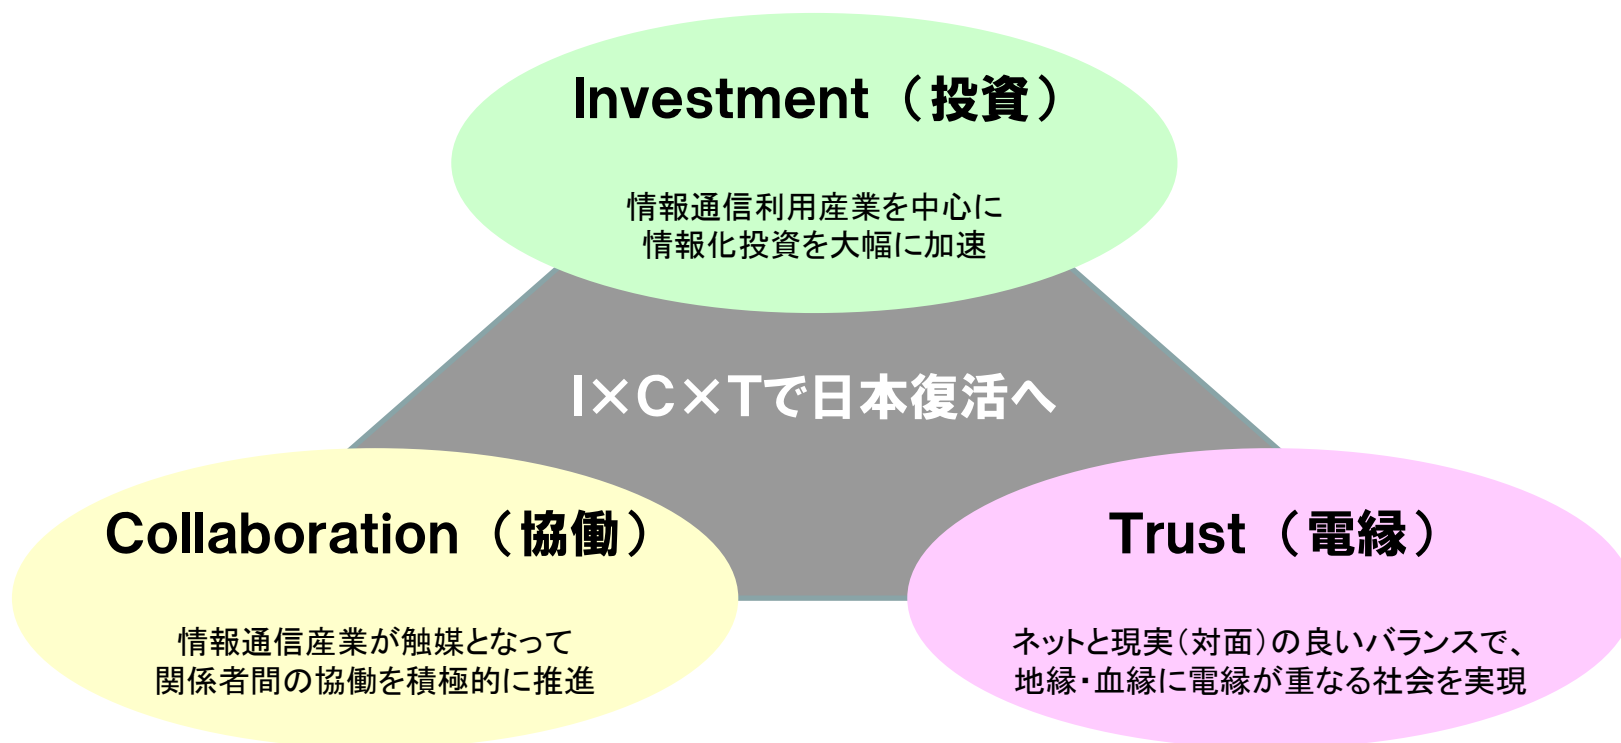 Investment（投資）
情報通信利用産業を中心に
情報化投資を大幅に加速
I×C×Tで日本復活へ
Collaboration（協働）
情報通信産業が触媒となって
関係者間の協働を積極的に推進
Trust（電縁）
ネットと現実（対面）の良いバランスで、
地縁・血縁に電縁が重なる社会を実現